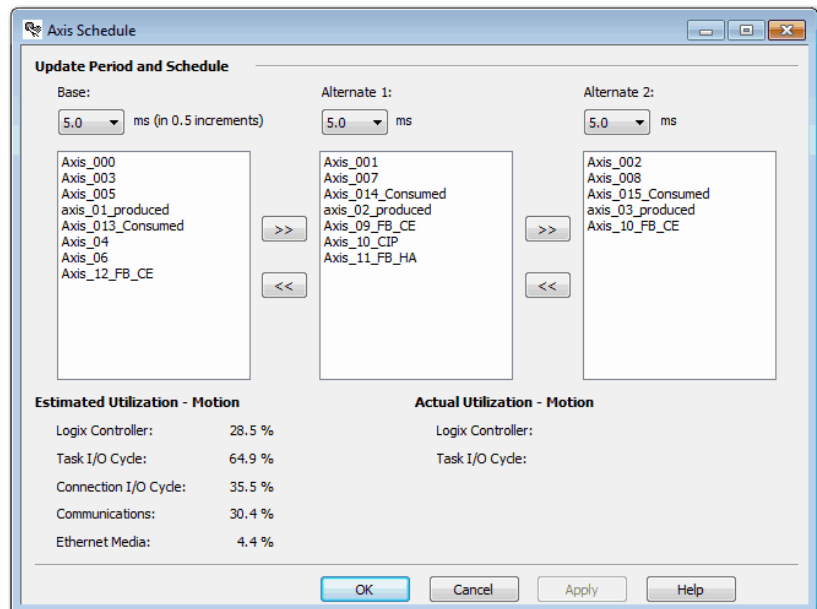 Axis Schedule
Update Period and Schedule
Base: Alternate 1: Alternate 2:
5.0 ms (in 0.5 increments) 5.0 ms 5.0 ms
Axis_000
Axis_003
Axis_005
axis_01_produced
Axis_013_Consumed
Axis_04
Axis_06
Axis_12_FB_CE
>>
<<
Axis_001
Axis_007
Axis_014_Consumed
axis_02_produced
Axis_09_FB_CE
Axis_10_CIP
Axis_11_FB_HA
>>
<<
Axis_002
Axis_008
Axis_015_Consumed
axis_03_produced
Axis_10_FB_CE
Estimated Utilization - Motion
Logix Controller: 28.5 %
Task I/O Cycle: 64.9 %
Connection I/O Cycle: 35.5 %
Communications: 30.4 %
Ethernet Media: 4.4 %
Actual Utilization - Motion
Logix Controller:
Task I/O Cycle:
OK Cancel Apply Help